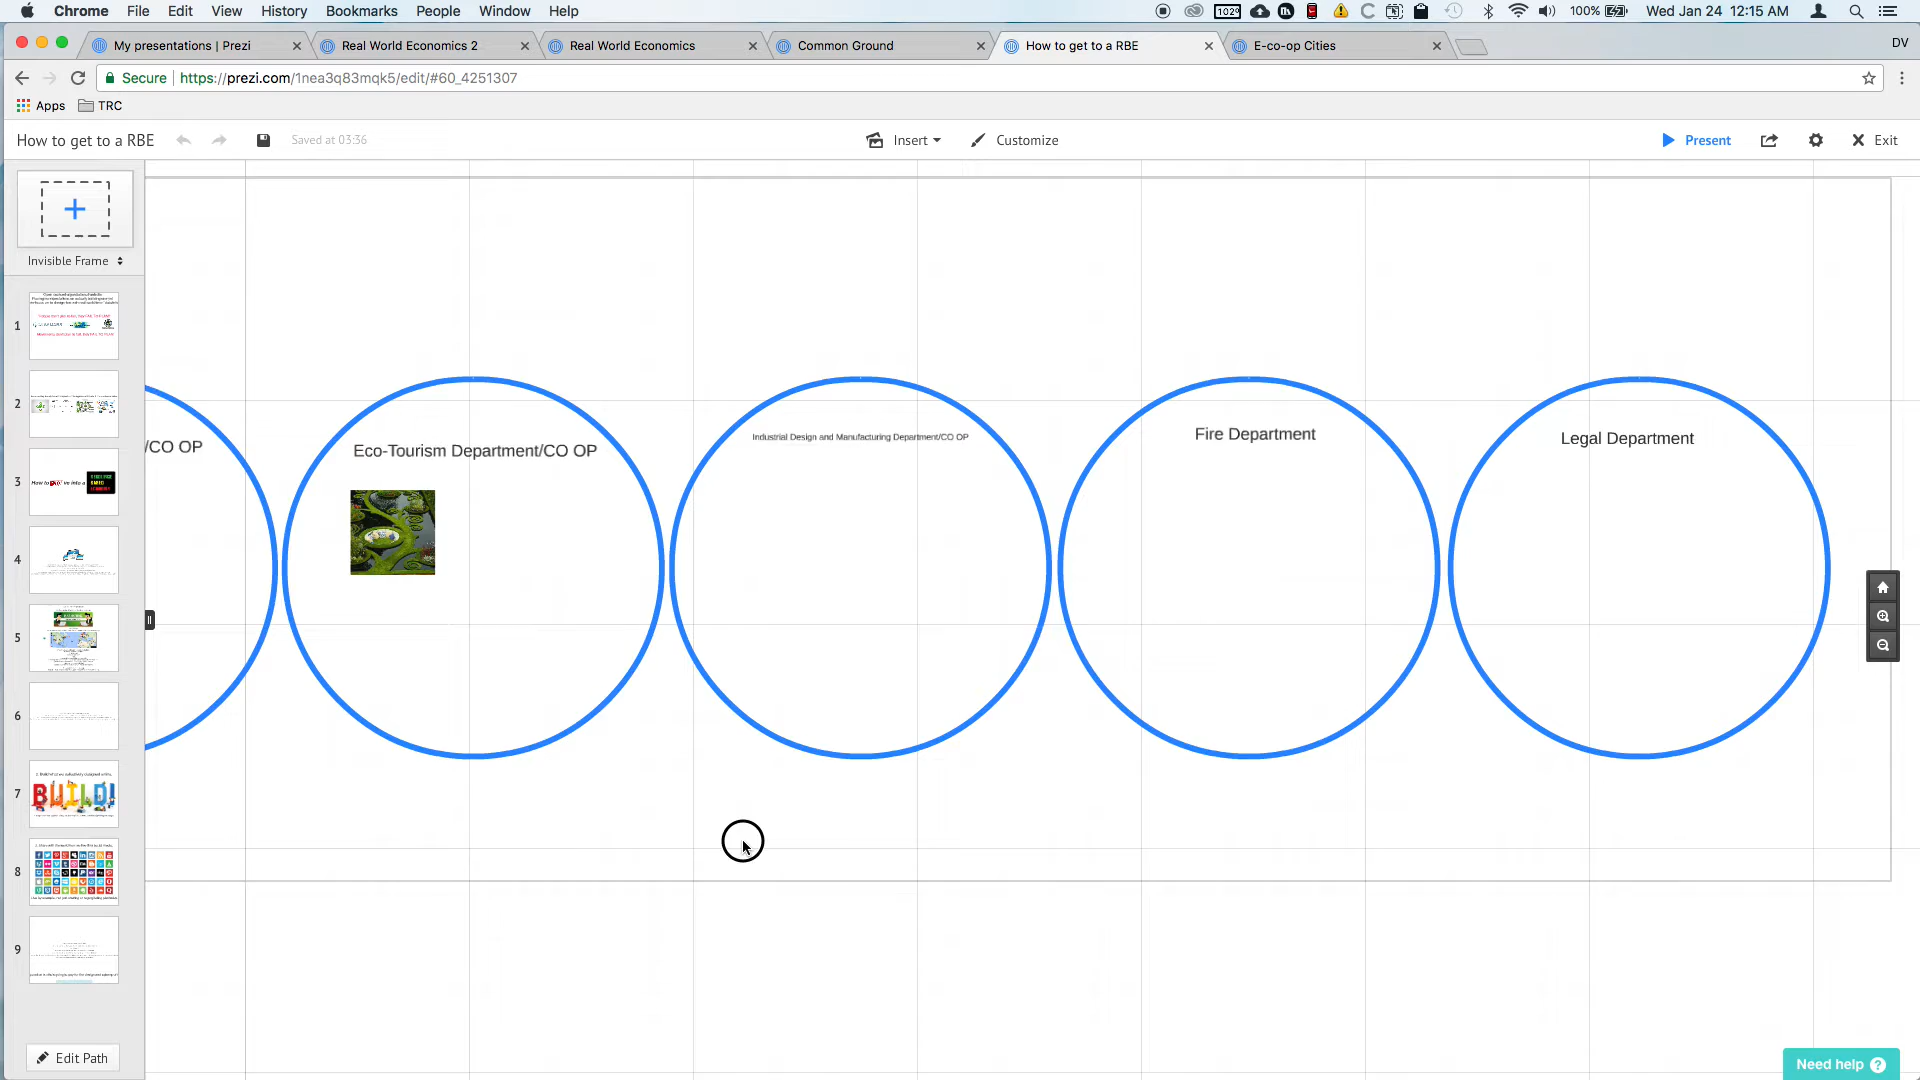 Chrome File Edit View History Bookmarks People Window Help 102° 100% Wed Jan 24 12:15 AM
My presentations | Prezi Real World Economics 2 Real World Economics Common Ground How to get to a RBE E-co-op Cities DV
Secure https://prezi.com/1nea3q83mqk5/edit/#60_4251307
Apps TRC
How to get to a RBE Saved at 03:36 Insert Customize Present Exit
Invisible Frame
1
2
3
4
5
6
7
BUILD!
8
9
Edit Path
/CO OP
Eco-Tourism Department/CO OP
Industrial Design and Manufacturing Department/CO OP
Fire Department
Legal Department
Need help ?